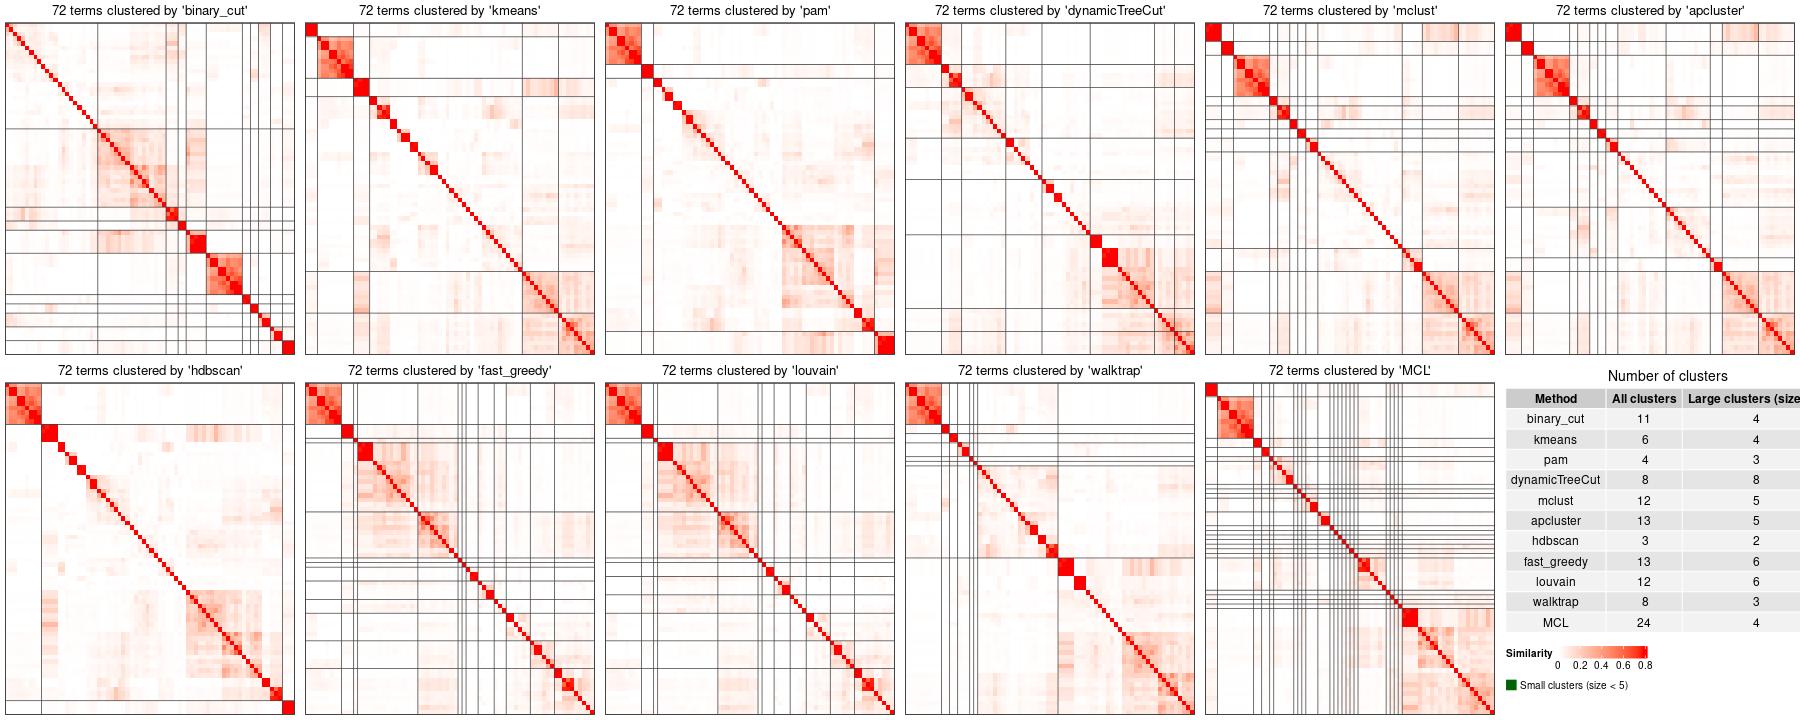 72 terms clustered by 'binary_cut'
72 terms clustered by 'kmeans'
72 terms clustered by 'pam'
72 terms clustered by 'dynamicTreeCut'
72 terms clustered by 'mclust'
72 terms clustered by 'apcluster'
72 terms clustered by 'hdbscan'
72 terms clustered by 'fast_greedy'
72 terms clustered by 'louvain'
72 terms clustered by 'walktrap'
72 terms clustered by 'MCL'
Number of clusters
Method All clusters Large clusters (size
binary_cut 11 4
kmeans 6 4
pam 4 3
dynamicTreeCut 8 8
mclust 12 5
apcluster 13 5
hdbscan 3 2
fast_greedy 13 6
louvain 12 6
walktrap 8 3
MCL 24 4
Similarity
0 0.2 0.4 0.6 0.8
Small clusters (size < 5)